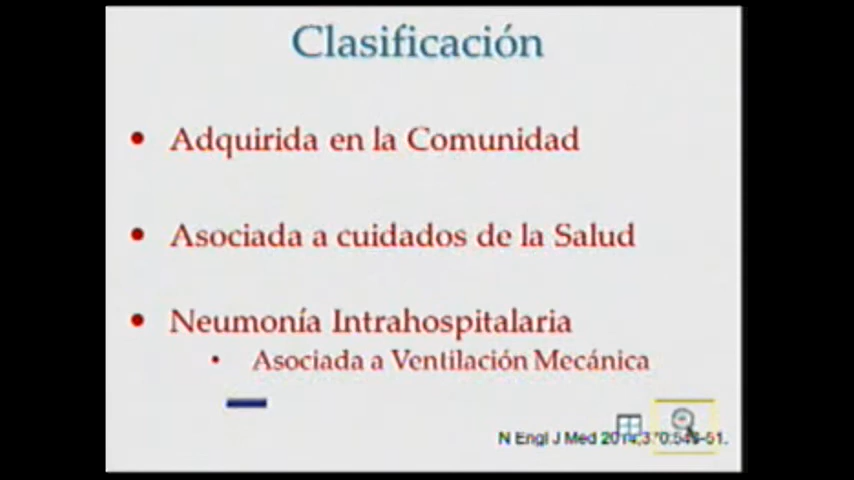 Clasificación
• Adquirida en la Comunidad
• Asociada a cuidados de la Salud
• Neumonía Intrahospitalaria
• Asociada a Ventilación Mecánica
N Engl J Med